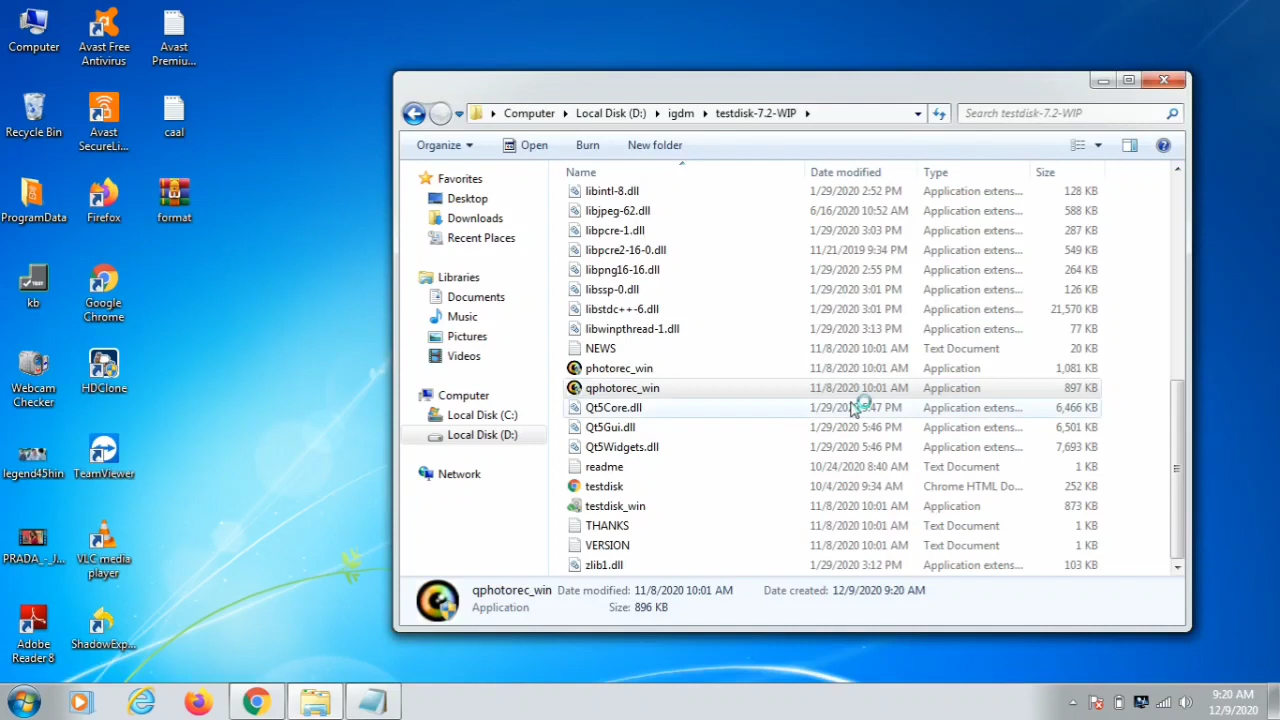 Computer
Avast Free
Antivirus
Avast
Premiu...
Recycle Bin
Avast
SecureLi...
caal
ProgramData
Firefox
format
kb
Google
Chrome
Webcam
Checker
HDClone
legend45hin
TeamViewer
PRADA_-_J...
VLC media
player
Adobe
Reader 8
ShadowExp...
Computer
Local Disk (D:)
igdm
testdisk-7.2-WIP
Search testdisk-7.2-WIP
Organize
Open
Burn
New folder
Favorites
Desktop
Downloads
Recent Places
Libraries
Documents
Music
Pictures
Videos
Computer
Local Disk (C:)
Local Disk (D:)
Network
Name Date modified Type Size
libintl-8.dll 1/29/2020 2:52 PM Application extens... 128 KB
libjpeg-62.dll 6/16/2020 10:52 AM Application extens... 588 KB
libpcre-1.dll 1/29/2020 3:03 PM Application extens... 287 KB
libpcre2-16-0.dll 11/21/2019 9:34 PM Application extens... 549 KB
libpng16-16.dll 1/29/2020 2:55 PM Application extens... 264 KB
libssp-0.dll 1/29/2020 3:01 PM Application extens... 126 KB
libstdc++-6.dll 1/29/2020 3:01 PM Application extens... 21,570 KB
libwinpthread-1.dll 1/29/2020 3:13 PM Application extens... 77 KB
NEWS 11/8/2020 10:01 AM Text Document 20 KB
photorec_win 11/8/2020 10:01 AM Application 1,081 KB
qphotorec_win 11/8/2020 10:01 AM Application 897 KB
Qt5Core.dll PM Application extens... 6,466 KB
Qt5Gui.dll 1/29/2020 5:46 PM Application extens... 6,501 KB
Qt5Widgets.dll 1/29/2020 5:46 PM Application extens... 7,693 KB
readme 10/24/2020 8:40 AM Text Document 1 KB
testdisk 10/4/2020 9:34 AM Chrome HTML Do... 252 KB
testdisk_win 11/8/2020 10:01 AM Application 873 KB
THANKS 11/8/2020 10:01 AM Text Document 1 KB
VERSION 11/8/2020 10:01 AM Text Document 1 KB
zlib1.dll 1/29/2020 3:12 PM Application extens... 103 KB
qphotorec_win Date modified: 11/8/2020 10:01 AM Date created: 12/9/2020 9:20 AM
Application Size: 896 KB
9:20 AM
12/9/2020